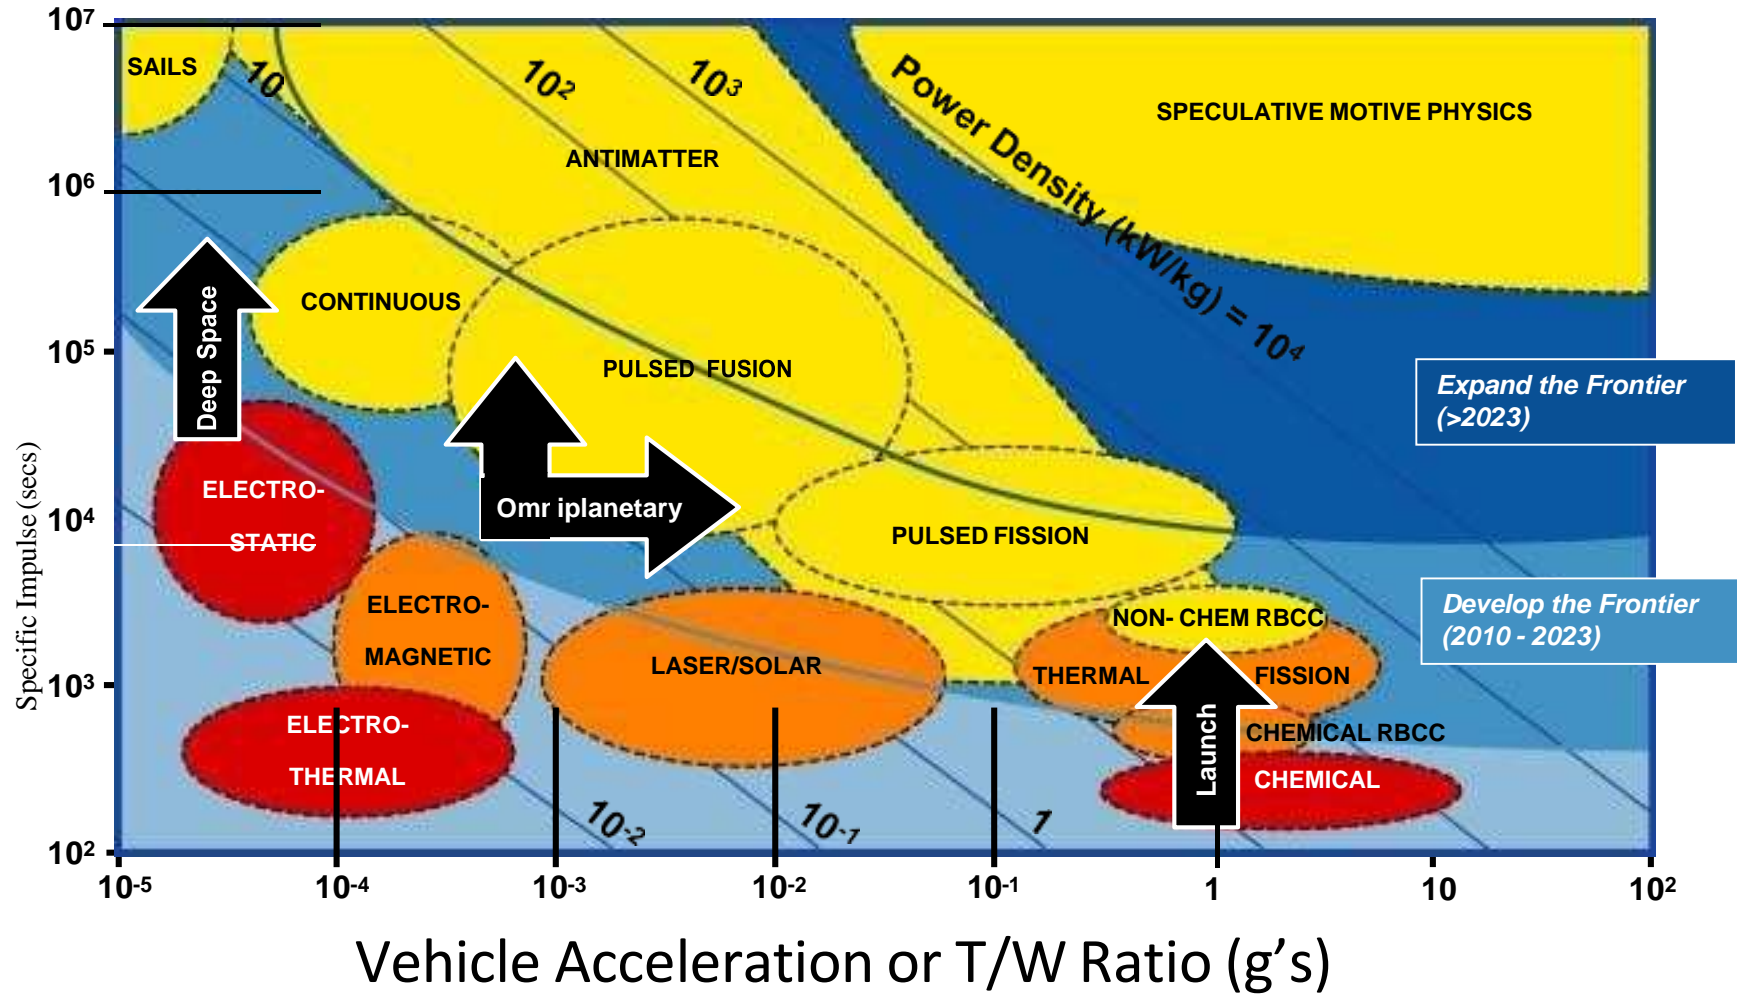 10⁷
SAILS
10
10²
10³
Power Density (kW/kg) = 10⁴
SPECULATIVE MOTIVE PHYSICS
ANTIMATTER
10⁶
CONTINUOUS
Deep Space
10⁵
PULSED FUSION
Expand the Frontier
(>2023)
Specific Impulse (secs)
ELECTRO-
STATIC
10⁴
Omr iplanetary
PULSED FISSION
ELECTRO-
MAGNETIC
NON- CHEM RBCC
Develop the Frontier
(2010 - 2023)
LASER/SOLAR
THERMAL FISSION
10³
ELECTRO-
THERMAL
CHEMICAL RBCC
Launch
CHEMICAL
10-2
10-1
1
10²
10-5 10-4 10-3 10-2 10-1 1 10 10²
Vehicle Acceleration or T/W Ratio (g’s)